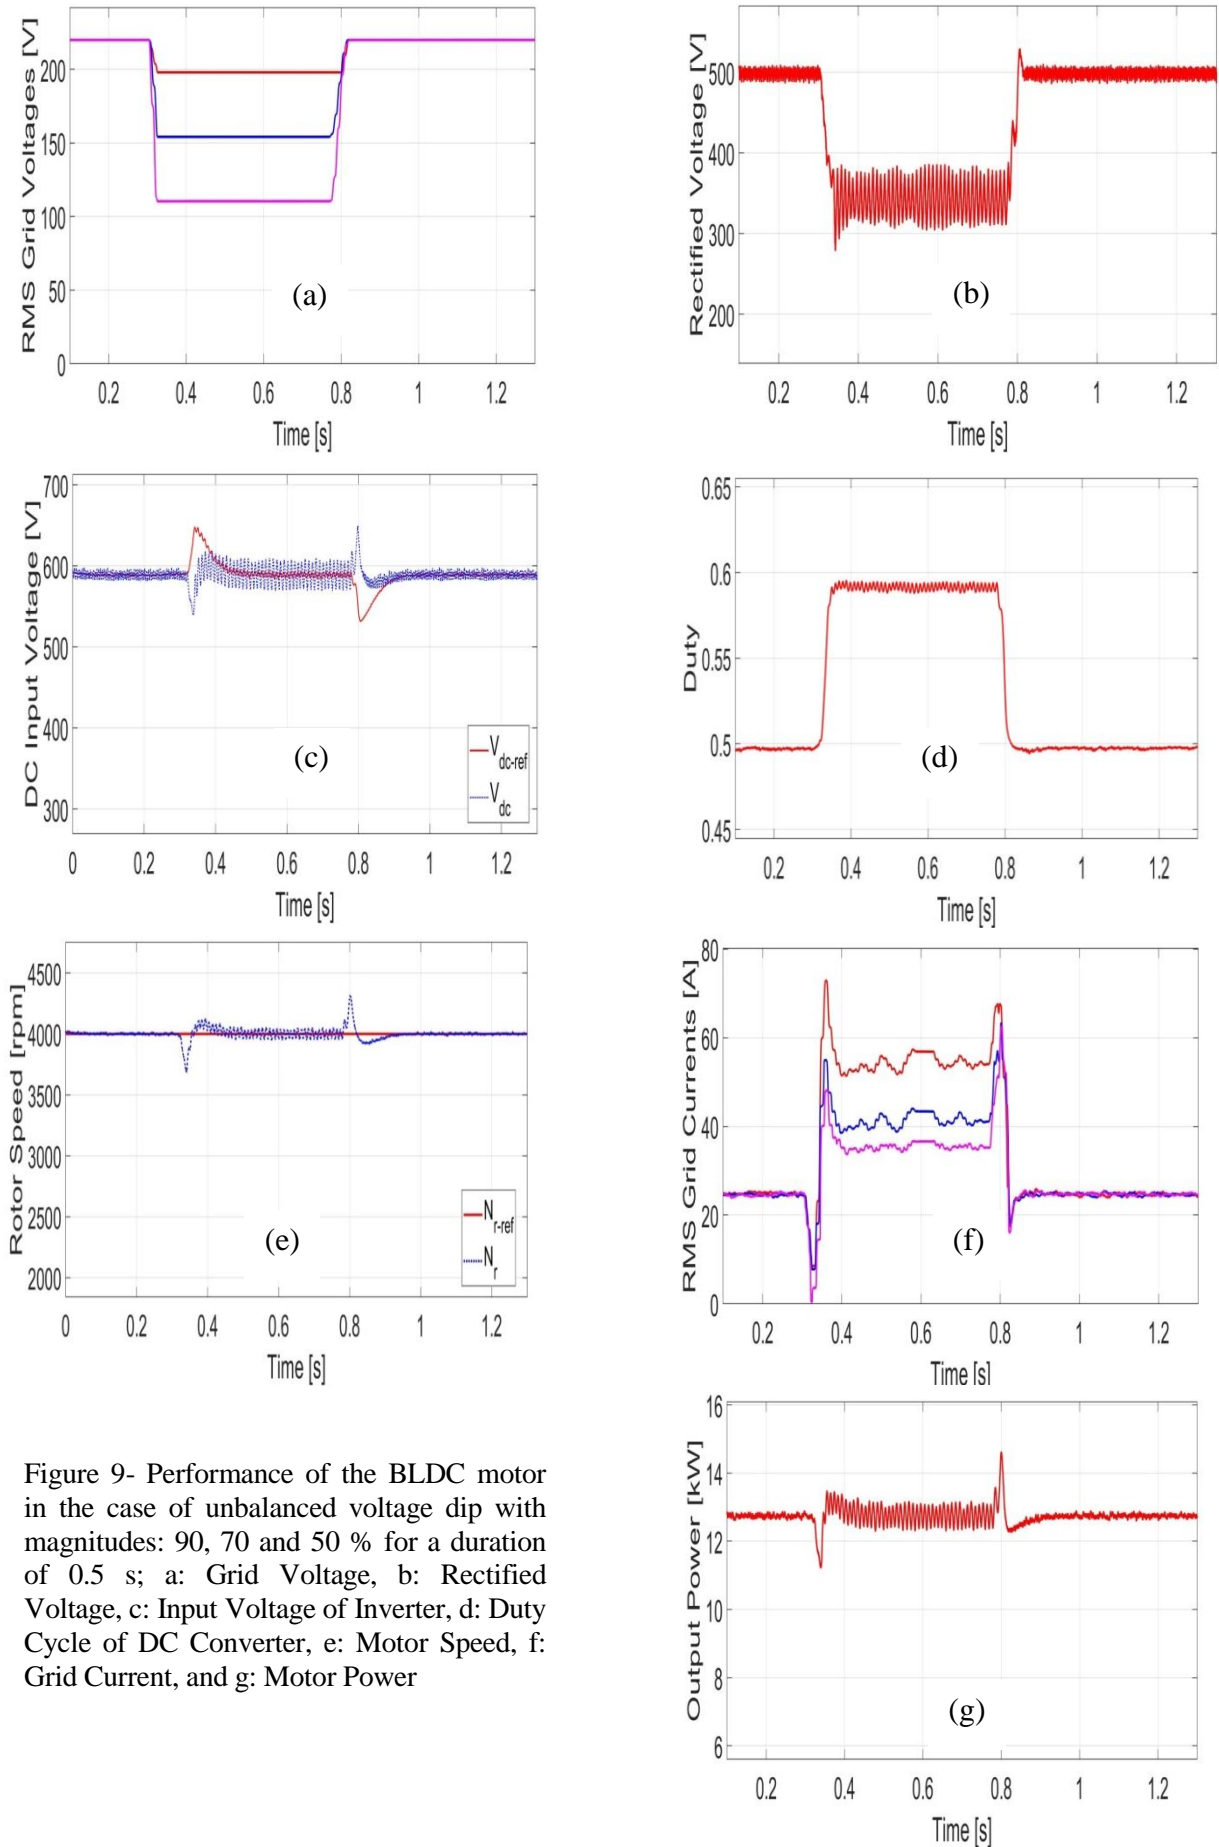 RMS Grid Voltages [V]
200
150
100
50
0
(a)
0.2 0.4 0.6 0.8 1 1.2
Time [s]
Rectified Voltage [V]
500
400
300
200
(b)
0.2 0.4 0.6 0.8 1 1.2
Time [s]
DC Input Voltage [V]
700
600
500
400
300
(c)
V dc-ref
V dc
0 0.2 0.4 0.6 0.8 1 1.2
Time [s]
Duty
0.65
0.6
0.55
0.5
0.45
(d)
0.2 0.4 0.6 0.8 1 1.2
Time [s]
Rotor Speed [rpm]
4500
4000
3500
3000
2500
2000
(e)
N r-ref
N r
0 0.2 0.4 0.6 0.8 1 1.2
Time [s]
RMS Grid Currents [A]
80
60
40
20
0
(f)
0.2 0.4 0.6 0.8 1 1.2
Time [s]
Figure 9- Performance of the BLDC motor
in the case of unbalanced voltage dip with
magnitudes: 90, 70 and 50 % for a duration
of 0.5 s; a: Grid Voltage, b: Rectified
Voltage, c: Input Voltage of Inverter, d: Duty
Cycle of DC Converter, e: Motor Speed, f:
Grid Current, and g: Motor Power
Output Power [kW]
16
14
12
10
8
6
(g)
0.2 0.4 0.6 0.8 1 1.2
Time [s]